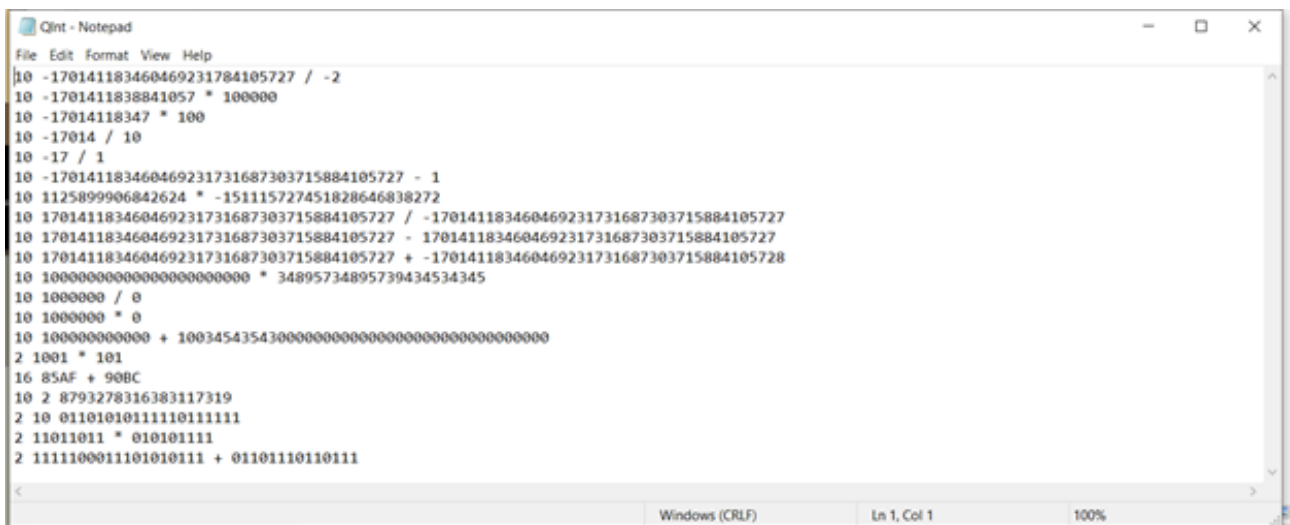 QInt - Notepad
File Edit Format View Help
10 -170141183460469231784105727 / -2
10 -1701411838841057 * 100000
10 -17014118347 * 100
10 -17014 / 10
10 -17 / 1
10 -170141183460469231731687303715884105727 - 1
10 1125899906842624 * -151115727451828646838272
10 170141183460469231731687303715884105727 / -170141183460469231731687303715884105727
10 170141183460469231731687303715884105727 - 170141183460469231731687303715884105727
10 170141183460469231731687303715884105727 + -170141183460469231731687303715884105728
10 10000000000000000000000000 * 34895734895739434534345
10 1000000 / 0
10 1000000 * 0
10 100000000000 + 1003454354300000000000000000000000000000000
2 1001 * 101
16 85AF + 90BC
10 2 8793278316383117319
2 10 01101010111110111111
2 11011011 * 010101111
2 1111100011101010111 + 01101110110111
Windows (CRLF) Ln 1, Col 1 100%